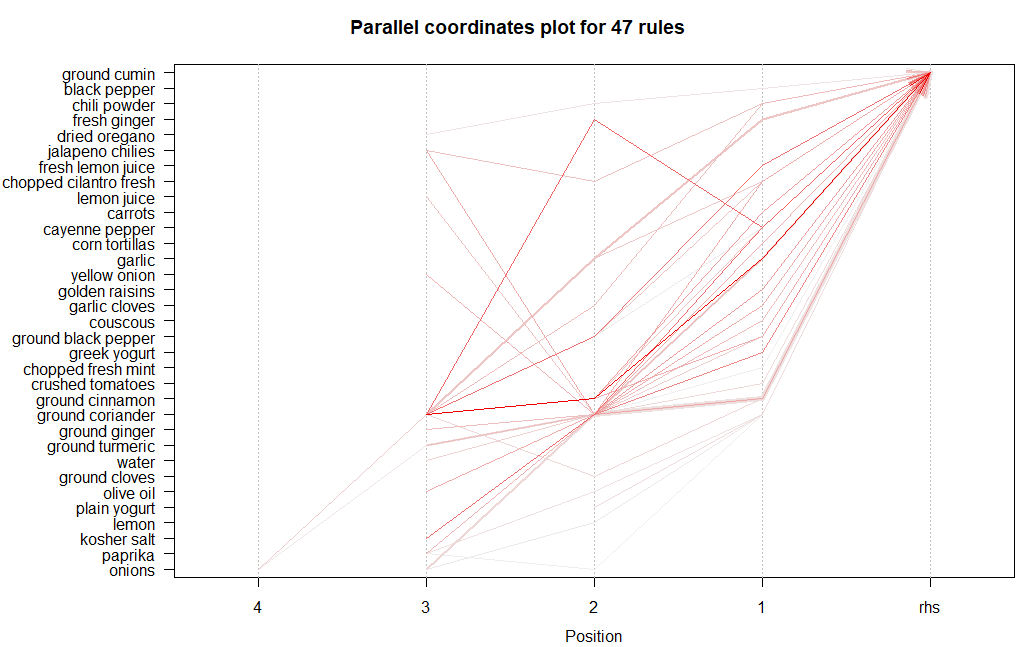 Parallel coordinates plot for 47 rules
ground cumin
black pepper
chili powder
fresh ginger
dried oregano
jalapeno chilies
fresh lemon juice
chopped cilantro fresh
lemon juice
carrots
cayenne pepper
corn tortillas
garlic
yellow onion
golden raisins
garlic cloves
couscous
ground black pepper
greek yogurt
chopped fresh mint
crushed tomatoes
ground cinnamon
ground coriander
ground ginger
ground turmeric
water
ground cloves
olive oil
plain yogurt
lemon
kosher salt
paprika
onions
4 3 2 1 rhs
Position